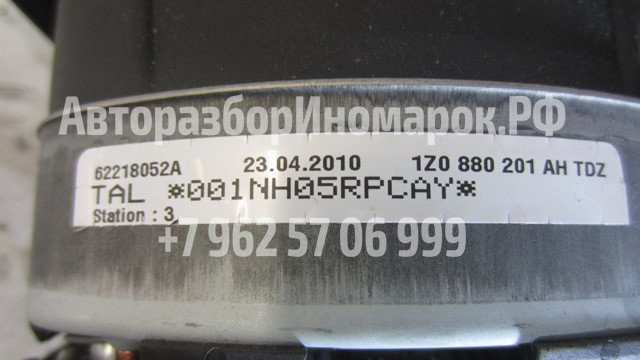 АвторазборИномарок.РФ
62218052A 23.04.2010 1Z0 880 201 AH TDZ
TAL *001NH05RPCAY*
Station : 3
+7 962 57 06 999